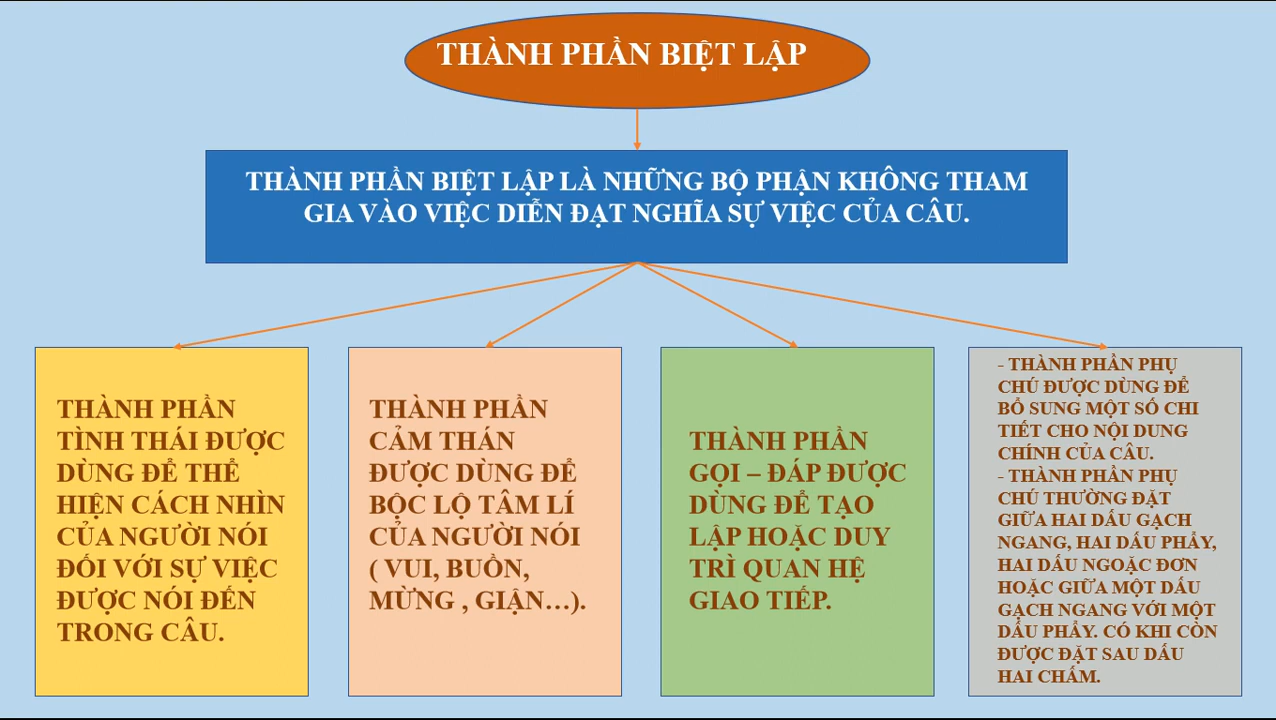 THÀNH PHẦN BIỆT LẬP
THÀNH PHẦN BIỆT LẬP LÀ NHỮNG BỘ PHẬN KHÔNG THAM
GIA VÀO VIỆC DIỄN ĐẠT NGHĨA SỰ VIỆC CỦA CÂU.
THÀNH PHẦN
TÌNH THÁI ĐƯỢC
DÙNG ĐỂ THỂ
HIỆN CÁCH NHÌN
CỦA NGƯỜI NÓI
ĐỐI VỚI SỰ VIỆC
ĐƯỢC NÓI ĐẾN
TRONG CÂU.
THÀNH PHẦN
CẢM THÁN
ĐƯỢC DÙNG ĐỂ
BỘC LỘ TÂM LÍ
CỦA NGƯỜI NÓI
( VUI, BUỒN,
MỪNG , GIẬN…).
THÀNH PHẦN
GỌI – ĐÁP ĐƯỢC
DÙNG ĐỂ TẠO
LẬP HOẶC DUY
TRÌ QUAN HỆ
GIAO TIẾP.
- THÀNH PHẦN PHỤ
CHÚ ĐƯỢC DÙNG ĐỂ
BỔ SUNG MỘT SỐ CHI
TIẾT CHO NỘI DUNG
CHÍNH CỦA CÂU.
- THÀNH PHẦN PHỤ
CHÚ THƯỜNG ĐẶT
GIỮA HAI DẤU GẠCH
NGANG, HAI DẤU PHẨY,
HAI DẤU NGOẶC ĐƠN
HOẶC GIỮA MỘT DẤU
GẠCH NGANG VỚI MỘT
DẤU PHẨY. CÓ KHI CÒN
ĐƯỢC ĐẶT SAU DẤU
HAI CHẤM.